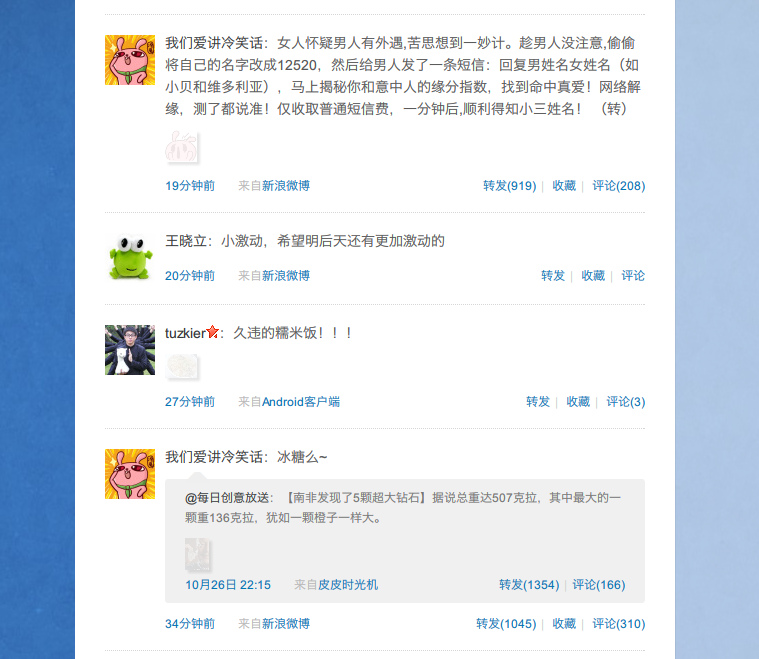 我们爱讲冷笑话：女人怀疑男人有外遇,苦思想到一妙计。趁男人没注意,偷偷
将自己的名字改成12520，然后给男人发了一条短信：回复男姓名女姓名（如
小贝和维多利亚），马上揭秘你和意中人的缘分指数，找到命中真爱！网络解
缘，测了都说准！仅收取普通短信费，一分钟后,顺利得知小三姓名！（转）
19分钟前 来自新浪微博 转发(919) | 收藏 | 评论(208)
王晓立：小激动，希望明后天还有更加激动的
20分钟前 来自新浪微博 转发 | 收藏 | 评论
tuzkier：久违的糯米饭！！！
27分钟前 来自Android客户端 转发 | 收藏 | 评论(3)
我们爱讲冷笑话：冰糖么~
@每日创意放送：【南非发现了5颗超大钻石】据说总重达507克拉，其中最大的一
颗重136克拉，犹如一颗橙子一样大。
10月26日 22:15 来自皮皮时光机 转发(1354) | 评论(166)
34分钟前 来自新浪微博 转发(1045) | 收藏 | 评论(310)